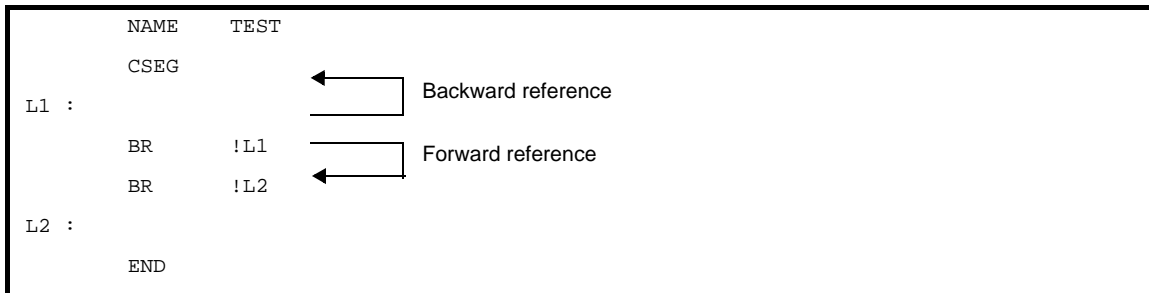 NAME TEST
CSEG
Backward reference
L1 :
BR !L1
Forward reference
BR !L2
L2 :
END